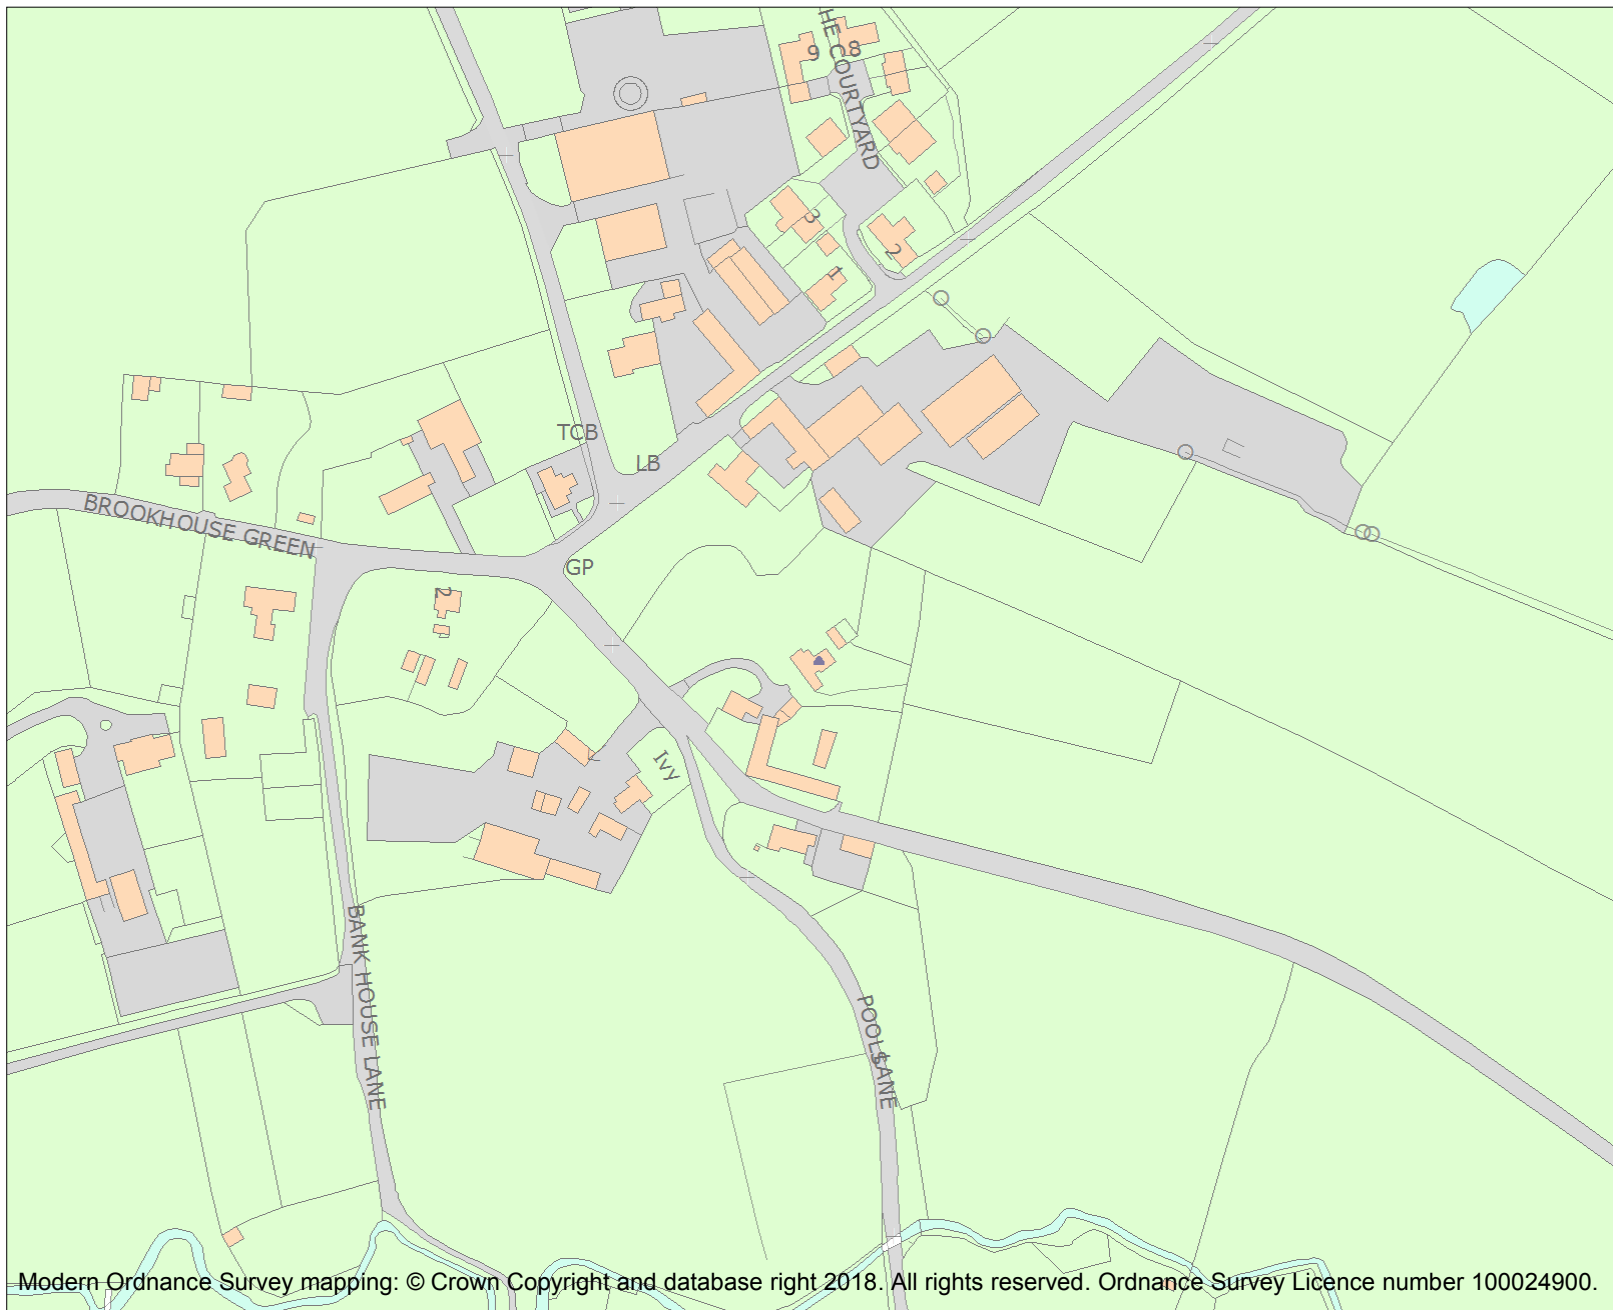 HE COURTYARD
9
8
3
2
1
TCB
LB
BROOKHOUSE GREEN
GP
2
Ivy
BANK HOUSE LANE
POOLS LANE
Modern Ordnance Survey mapping: © Crown Copyright and database right 2018. All rights reserved. Ordnance Survey Licence number 100024900.